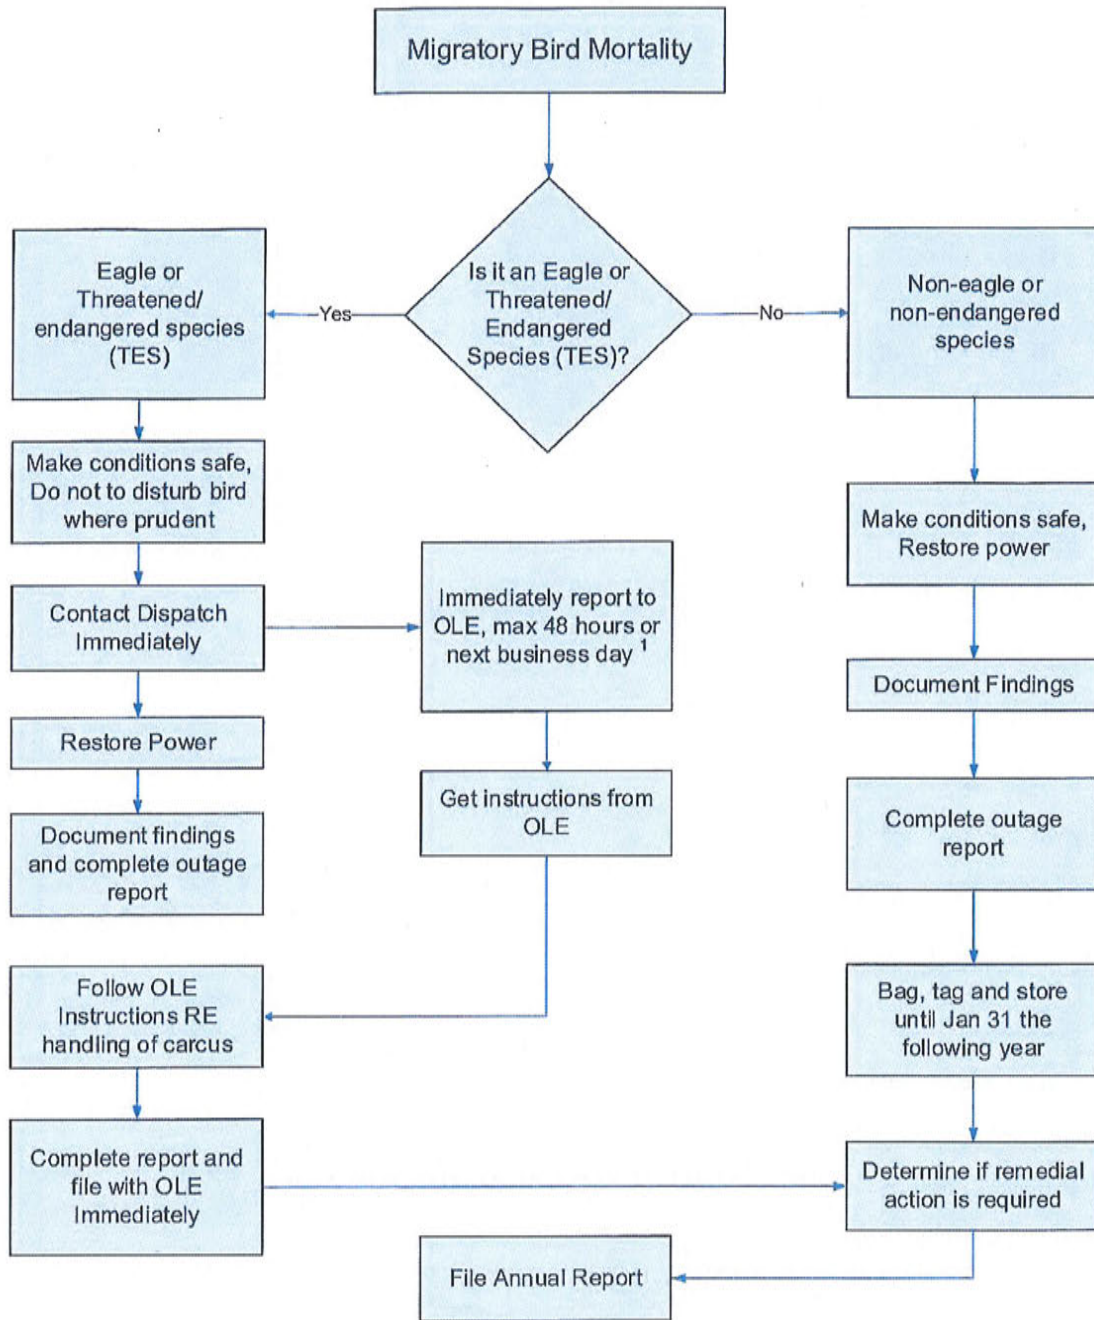 Migratory Bird Mortality
Is it an Eagle or
Threatened/
Endangered
Species (TES)?
Yes
No
Eagle or
Threatened/
endangered species
(TES)
Make conditions safe,
Do not to disturb bird
where prudent
Contact Dispatch
Immediately
Restore Power
Document findings
and complete outage
report
Immediately report to
OLE, max 48 hours or
next business day 1
Get instructions from
OLE
Follow OLE
Instructions RE
handling of carcus
Complete report and
file with OLE
Immediately
Non-eagle or
non-endangered
species
Make conditions safe,
Restore power
Document Findings
Complete outage
report
Bag, tag and store
until Jan 31 the
following year
Determine if remedial
action is required
File Annual Report